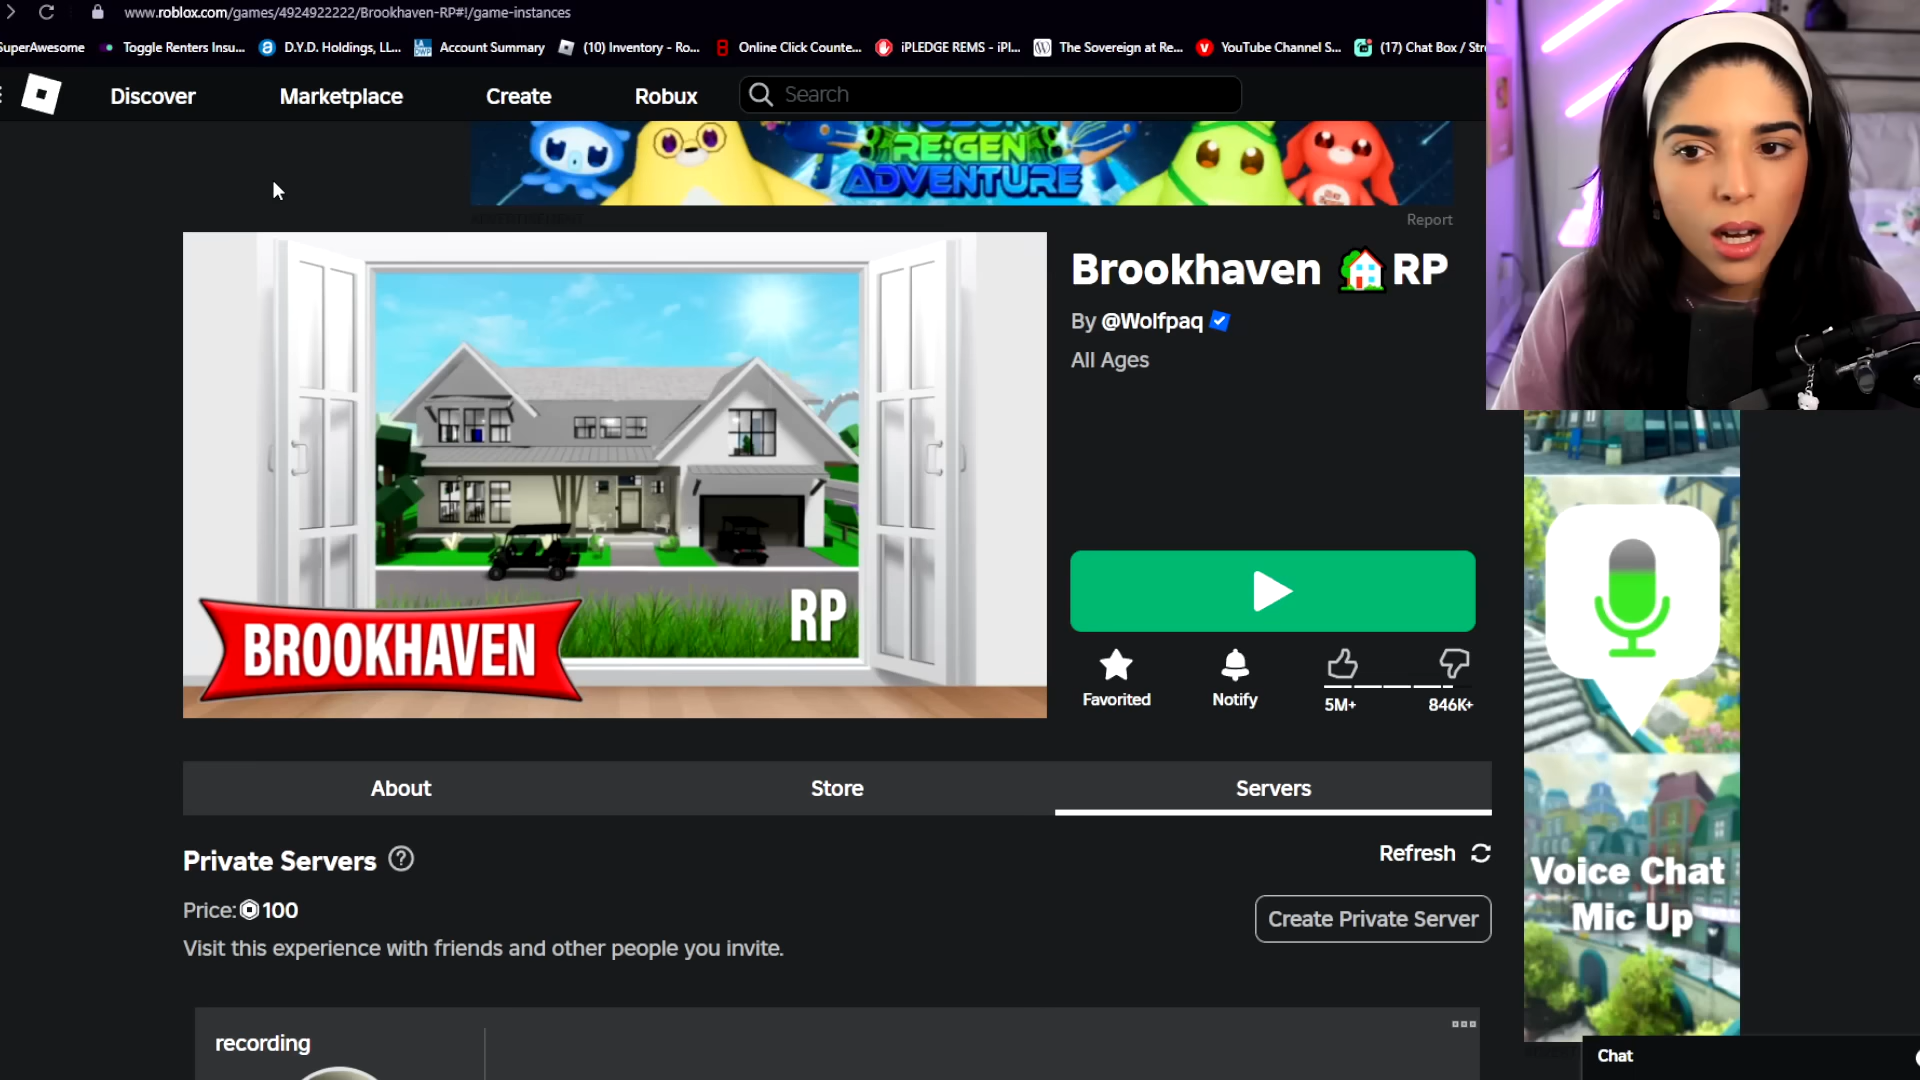 www.roblox.com/games/4924922222/Brookhaven-RP#!/game-instances
SuperAwesome
Toggle Renters Insu...
D.Y.D. Holdings, LL...
Account Summary
(10) Inventory - Ro...
Online Click Counte...
iPLEDGE REMS - iPl...
The Sovereign at Re...
YouTube Channel S...
(17) Chat Box / Str
Discover
Marketplace
Create
Robux
Search
RE:GEN
ADVENTURE
Report
BROOKHAVEN
RP
Brookhaven 🏡RP
By @Wolfpaq
All Ages
Favorited
Notify
5M+
846K+
About
Store
Servers
Private Servers
Refresh
Price: 100
Create Private Server
Visit this experience with friends and other people you invite.
recording
Voice Chat
Mic Up
Chat